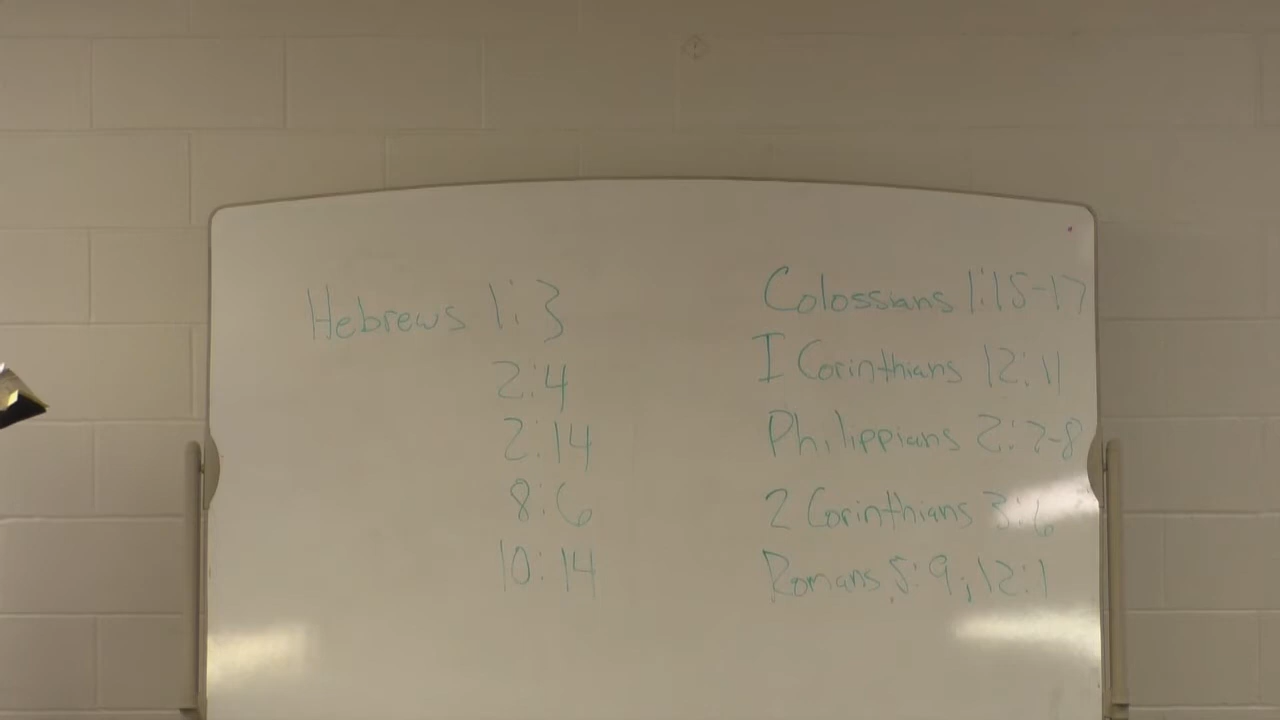 Hebrews 1:3
2:4
2:14
8:6
10:14
Colossians 1:15-17
I Corinthians 12:11
Philippians 2:7-8
2 Corinthians 3:6
Romans 5:9;12:1